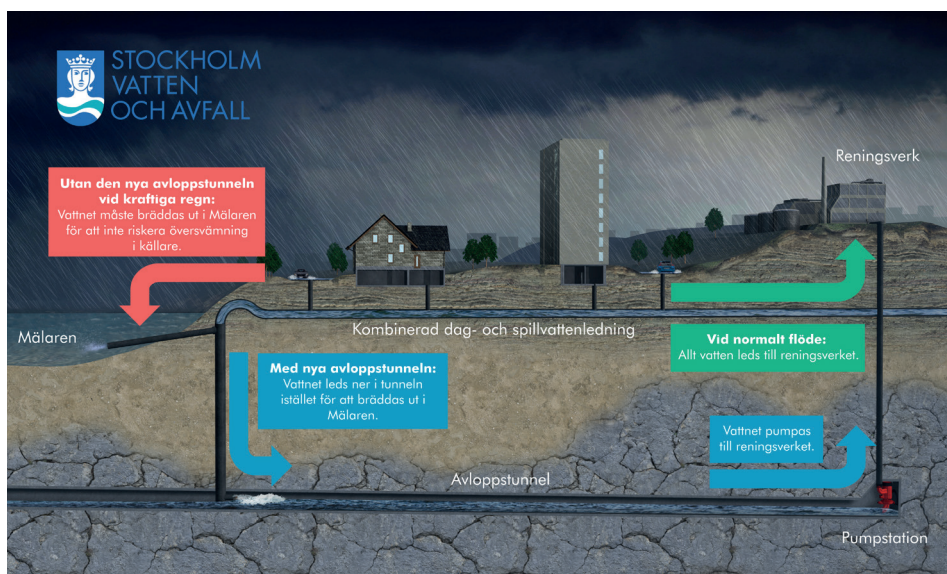 STOCKHOLM
VATTEN
OCH AVFALL
Reningsverk
Utan den nya avloppstunneln
vid kraftiga regn:
Vattnet måste bräddas ut i Mälaren
för att inte riskera översvämning
i källare.
Mälaren
Kombinerad dag- och spillvattenledning
Vid normalt flöde:
Allt vatten leds till reningsverket.
Med nya avloppstunneln:
Vattnet leds ner i tunneln
istället för att bräddas ut i
Mälaren.
Vattnet pumpas
till reningsverket.
Avloppstunnel
Pumpstation